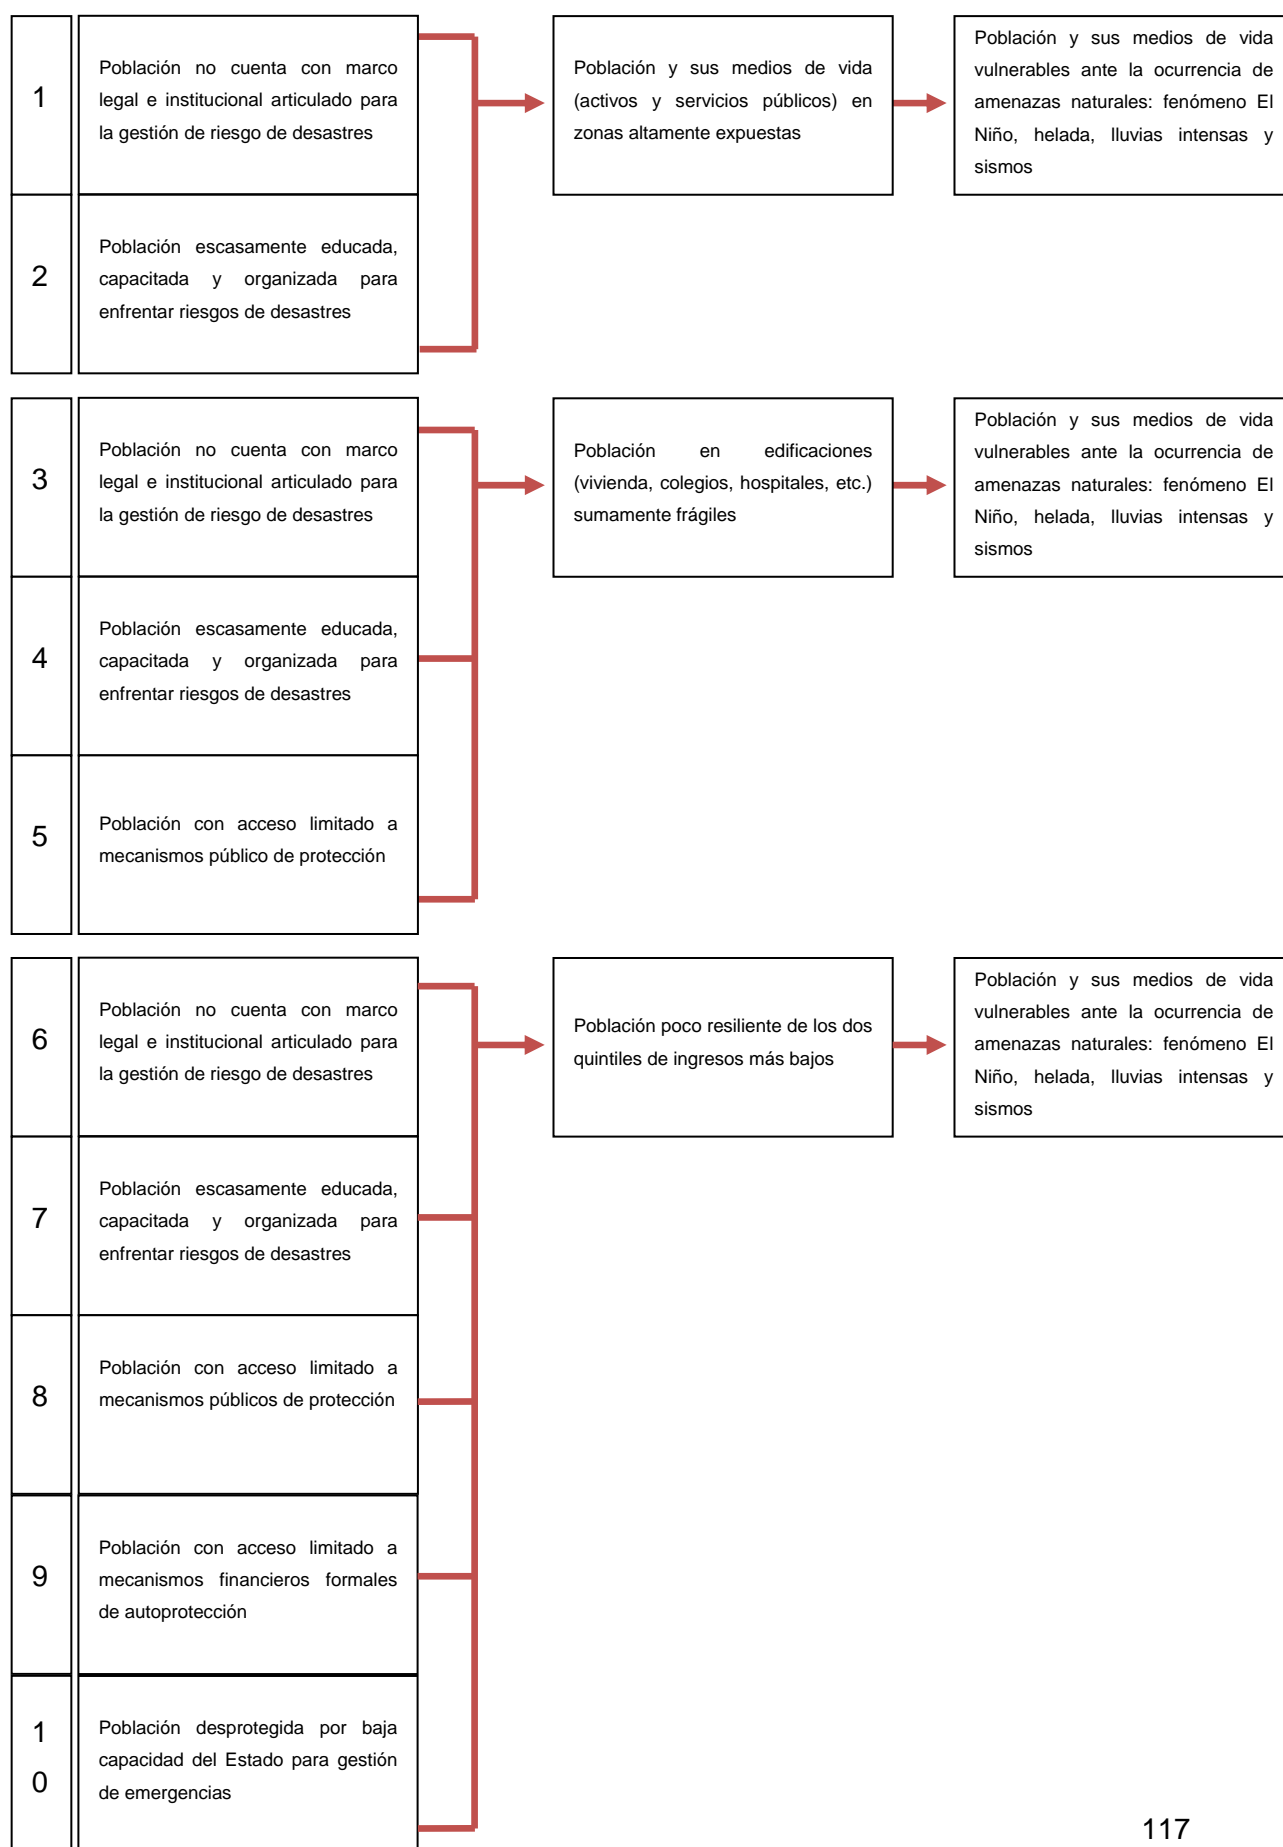 1
Población no cuenta con marco
legal e institucional articulado para
la gestión de riesgo de desastres
Población y sus medios de vida
(activos y servicios públicos) en
zonas altamente expuestas
Población y sus medios de vida
vulnerables ante la ocurrencia de
amenazas naturales: fenómeno El
Niño, helada, lluvias intensas y
sismos
2
Población escasamente educada,
capacitada y organizada para
enfrentar riesgos de desastres
3
Población no cuenta con marco
legal e institucional articulado para
la gestión de riesgo de desastres
Población en edificaciones
(vivienda, colegios, hospitales, etc.)
sumamente frágiles
Población y sus medios de vida
vulnerables ante la ocurrencia de
amenazas naturales: fenómeno El
Niño, helada, lluvias intensas y
sismos
4
Población escasamente educada,
capacitada y organizada para
enfrentar riesgos de desastres
5
Población con acceso limitado a
mecanismos público de protección
6
Población no cuenta con marco
legal e institucional articulado para
la gestión de riesgo de desastres
Población poco resiliente de los dos
quintiles de ingresos más bajos
Población y sus medios de vida
vulnerables ante la ocurrencia de
amenazas naturales: fenómeno El
Niño, helada, lluvias intensas y
sismos
7
Población escasamente educada,
capacitada y organizada para
enfrentar riesgos de desastres
8
Población con acceso limitado a
mecanismos públicos de protección
9
Población con acceso limitado a
mecanismos financieros formales
de autoprotección
1
0
Población desprotegida por baja
capacidad del Estado para gestión
de emergencias
117